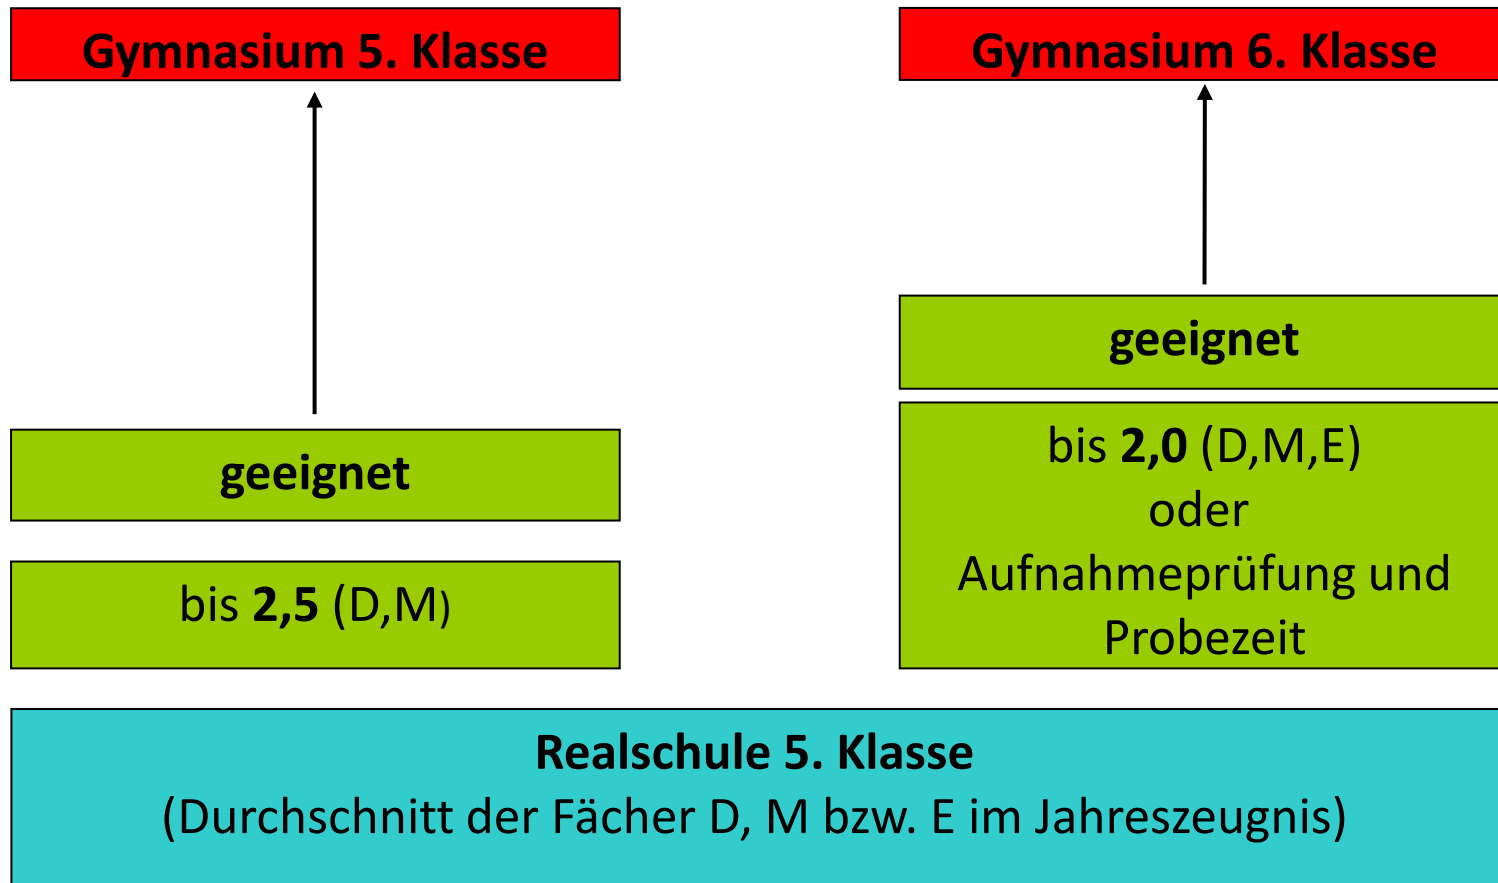 Gymnasium 5. Klasse
Gymnasium 6. Klasse
geeignet
bis 2,5 (D,M)
geeignet
bis 2,0 (D,M,E)
oder
Aufnahmeprüfung und
Probezeit
Realschule 5. Klasse
(Durchschnitt der Fächer D, M bzw. E im Jahreszeugnis)